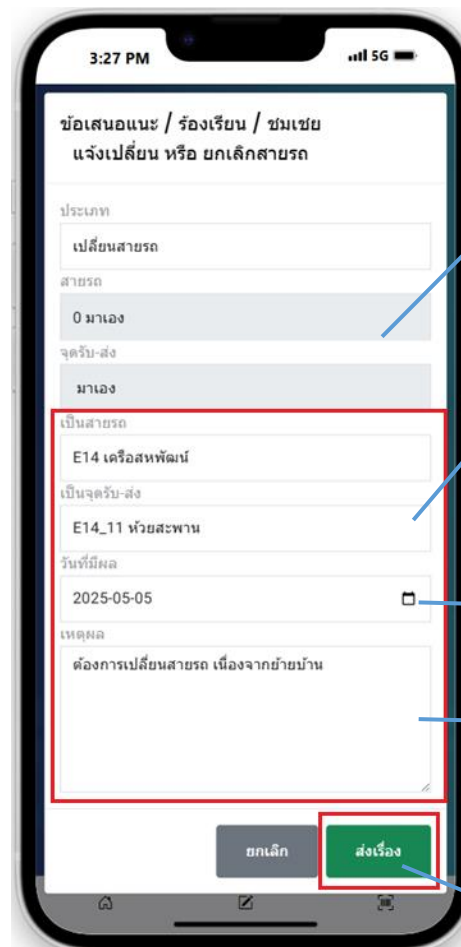 3:27 PM
5G
ข้อเสนอแนะ / ร้องเรียน / ชมเชย
แจ้งเปลี่ยน หรือ ยกเลิกสายรถ
ประเภท
เปลี่ยนสายรถ
สายรถ
0 มาเอง
จุดรับ-ส่ง
มาเอง
เป็นสายรถ
E14 เครือสหพัฒน์
เป็นจุดรับ-ส่ง
E14_11 ห้วยสะพาน
วันที่มีผล
2025-05-05
เหตุผล
ต้องการเปลี่ยนสายรถ เนื่องจากย้ายบ้าน
ยกเลิก
ส่งเรื่อง